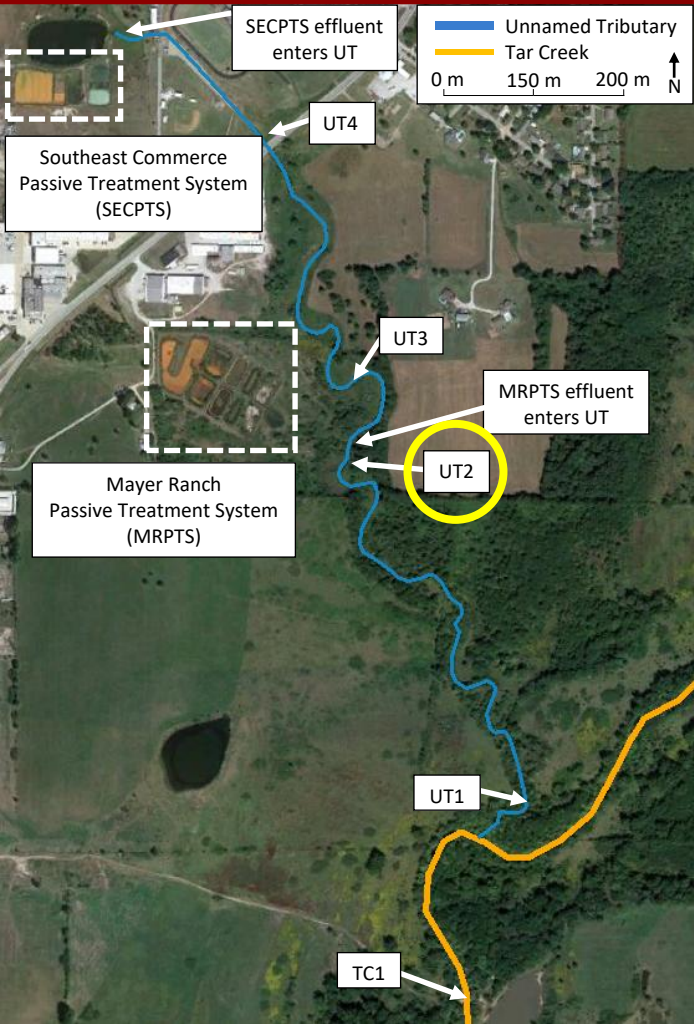 SECPTS effluent
enters UT
Unnamed Tributary
Tar Creek
0 m 150 m 200 m
N
UT4
Southeast Commerce
Passive Treatment System
(SECPTS)
UT3
MRPTS effluent
enters UT
UT2
Mayer Ranch
Passive Treatment System
(MRPTS)
UT1
TC1